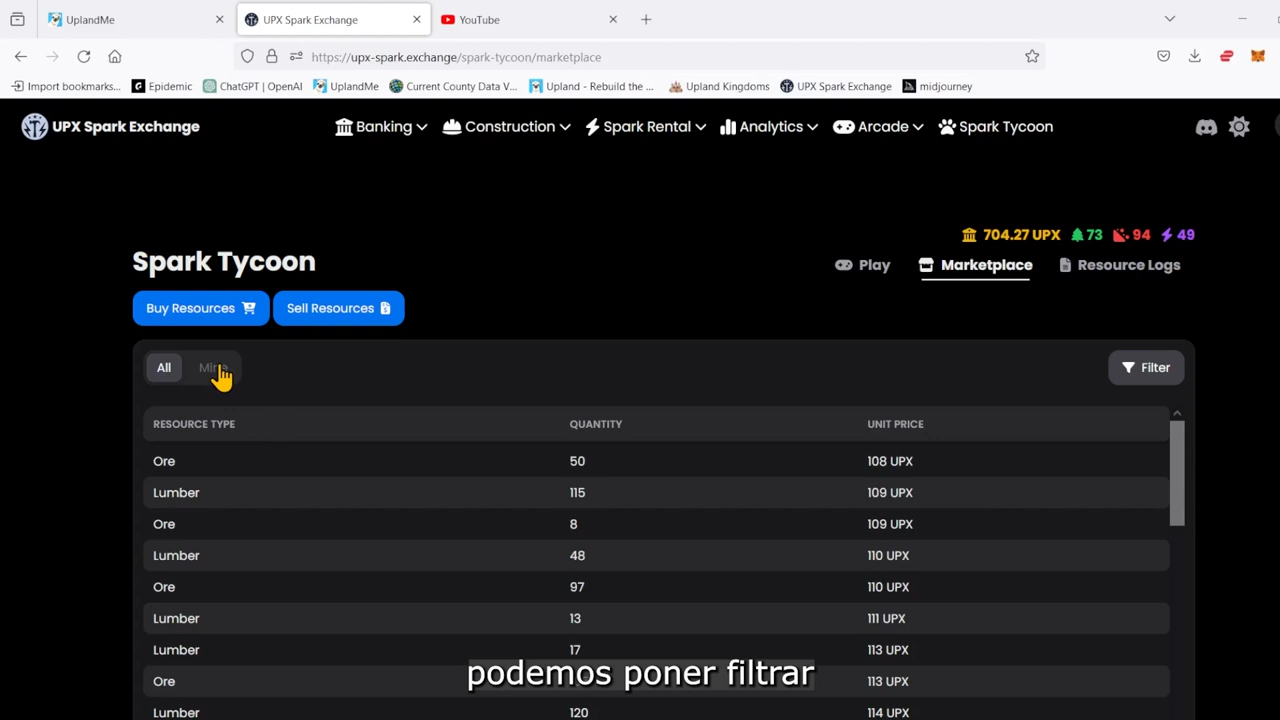 UplandMe
UPX Spark Exchange
YouTube
https://upx-spark.exchange/spark-tycoon/marketplace
Import bookmarks...
Epidemic
ChatGPT | OpenAI
UplandMe
Current County Data V...
Upland - Rebuild the ...
Upland Kingdoms
UPX Spark Exchange
midjourney
UPX Spark Exchange
Banking
Construction
Spark Rental
Analytics
Arcade
Spark Tycoon
704.27 UPX 73 94 49
Spark Tycoon
Play
Marketplace
Resource Logs
Buy Resources
Sell Resources
All
Filter
RESOURCE TYPE QUANTITY UNIT PRICE
Ore 50 108 UPX
Lumber 115 109 UPX
Ore 8 109 UPX
Lumber 48 110 UPX
Ore 97 110 UPX
Lumber 13 111 UPX
Lumber 17 113 UPX
Ore 113 UPX
Lumber 120 114 UPX
podemos poner filtrar